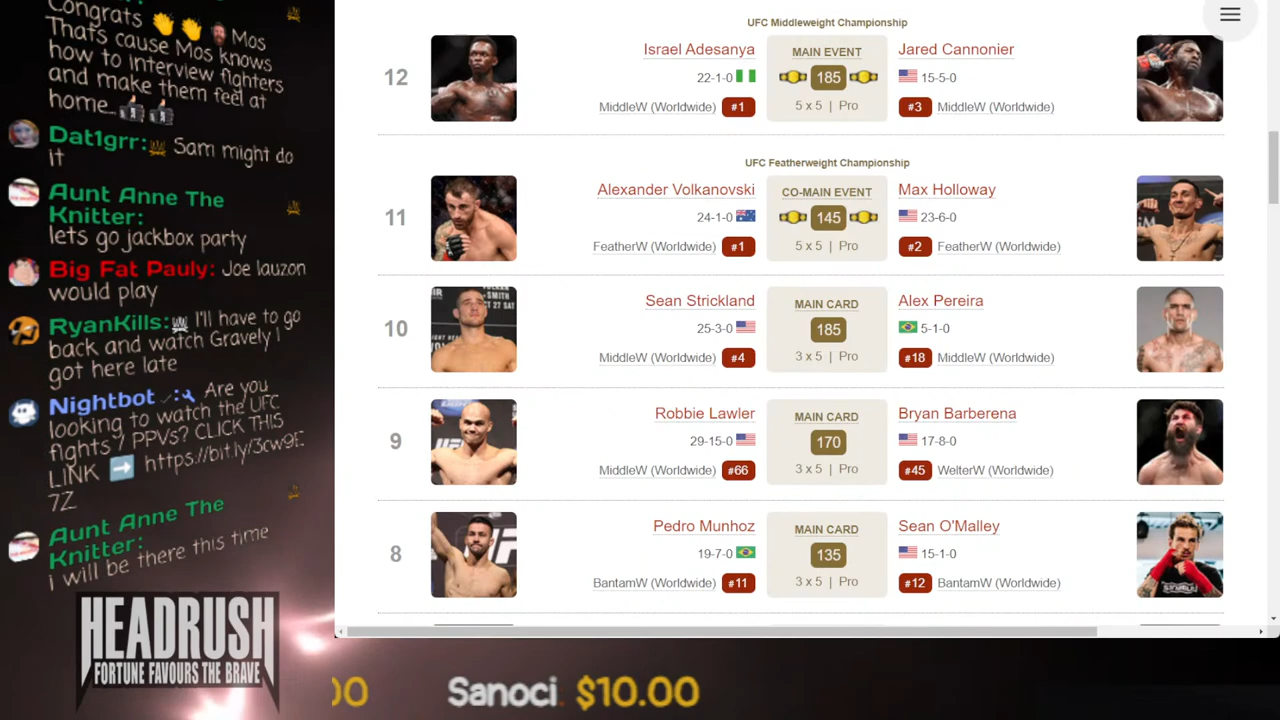 Congrats 👏 👏 Mos
Thats cause Mos knows
how to interview fighters
and make them feel at
home..
Dat1grr: Sam might do
it
Aunt Anne The
Knitter:
lets go jackbox party
Big Fat Pauly: Joe lauzon
would play
RyanKills: I'll have to go
back and watch Gravely I
got here late
Nightbot ✓:🔧 Are you
looking to watch the UFC
fights / PPVs? CLICK THIS
LINK ➡️
7Z
Aunt Anne The
Knitter:
i will be there this time
HEADRUSH
FORTUNE FAVOURS THE BRAVE
UFC Middleweight Championship
12
Israel Adesanya
22-1-0
MiddleW (Worldwide) #1
MAIN EVENT
185
5 x 5 | Pro
Jared Cannonier
15-5-0
#3 MiddleW (Worldwide)
UFC Featherweight Championship
11
Alexander Volkanovski
24-1-0
FeatherW (Worldwide) #1
CO-MAIN EVENT
145
5 x 5 | Pro
Max Holloway
23-6-0
#2 FeatherW (Worldwide)
10
Sean Strickland
25-3-0
MiddleW (Worldwide) #4
MAIN CARD
185
3 x 5 | Pro
Alex Pereira
5-1-0
#18 MiddleW (Worldwide)
9
Robbie Lawler
29-15-0
MiddleW (Worldwide) #66
MAIN CARD
170
3 x 5 | Pro
Bryan Barberena
17-8-0
#45 WelterW (Worldwide)
8
Pedro Munhoz
19-7-0
BantamW (Worldwide) #11
MAIN CARD
135
3 x 5 | Pro
Sean O'Malley
15-1-0
#12 BantamW (Worldwide)
00 Sanoci: $10.00